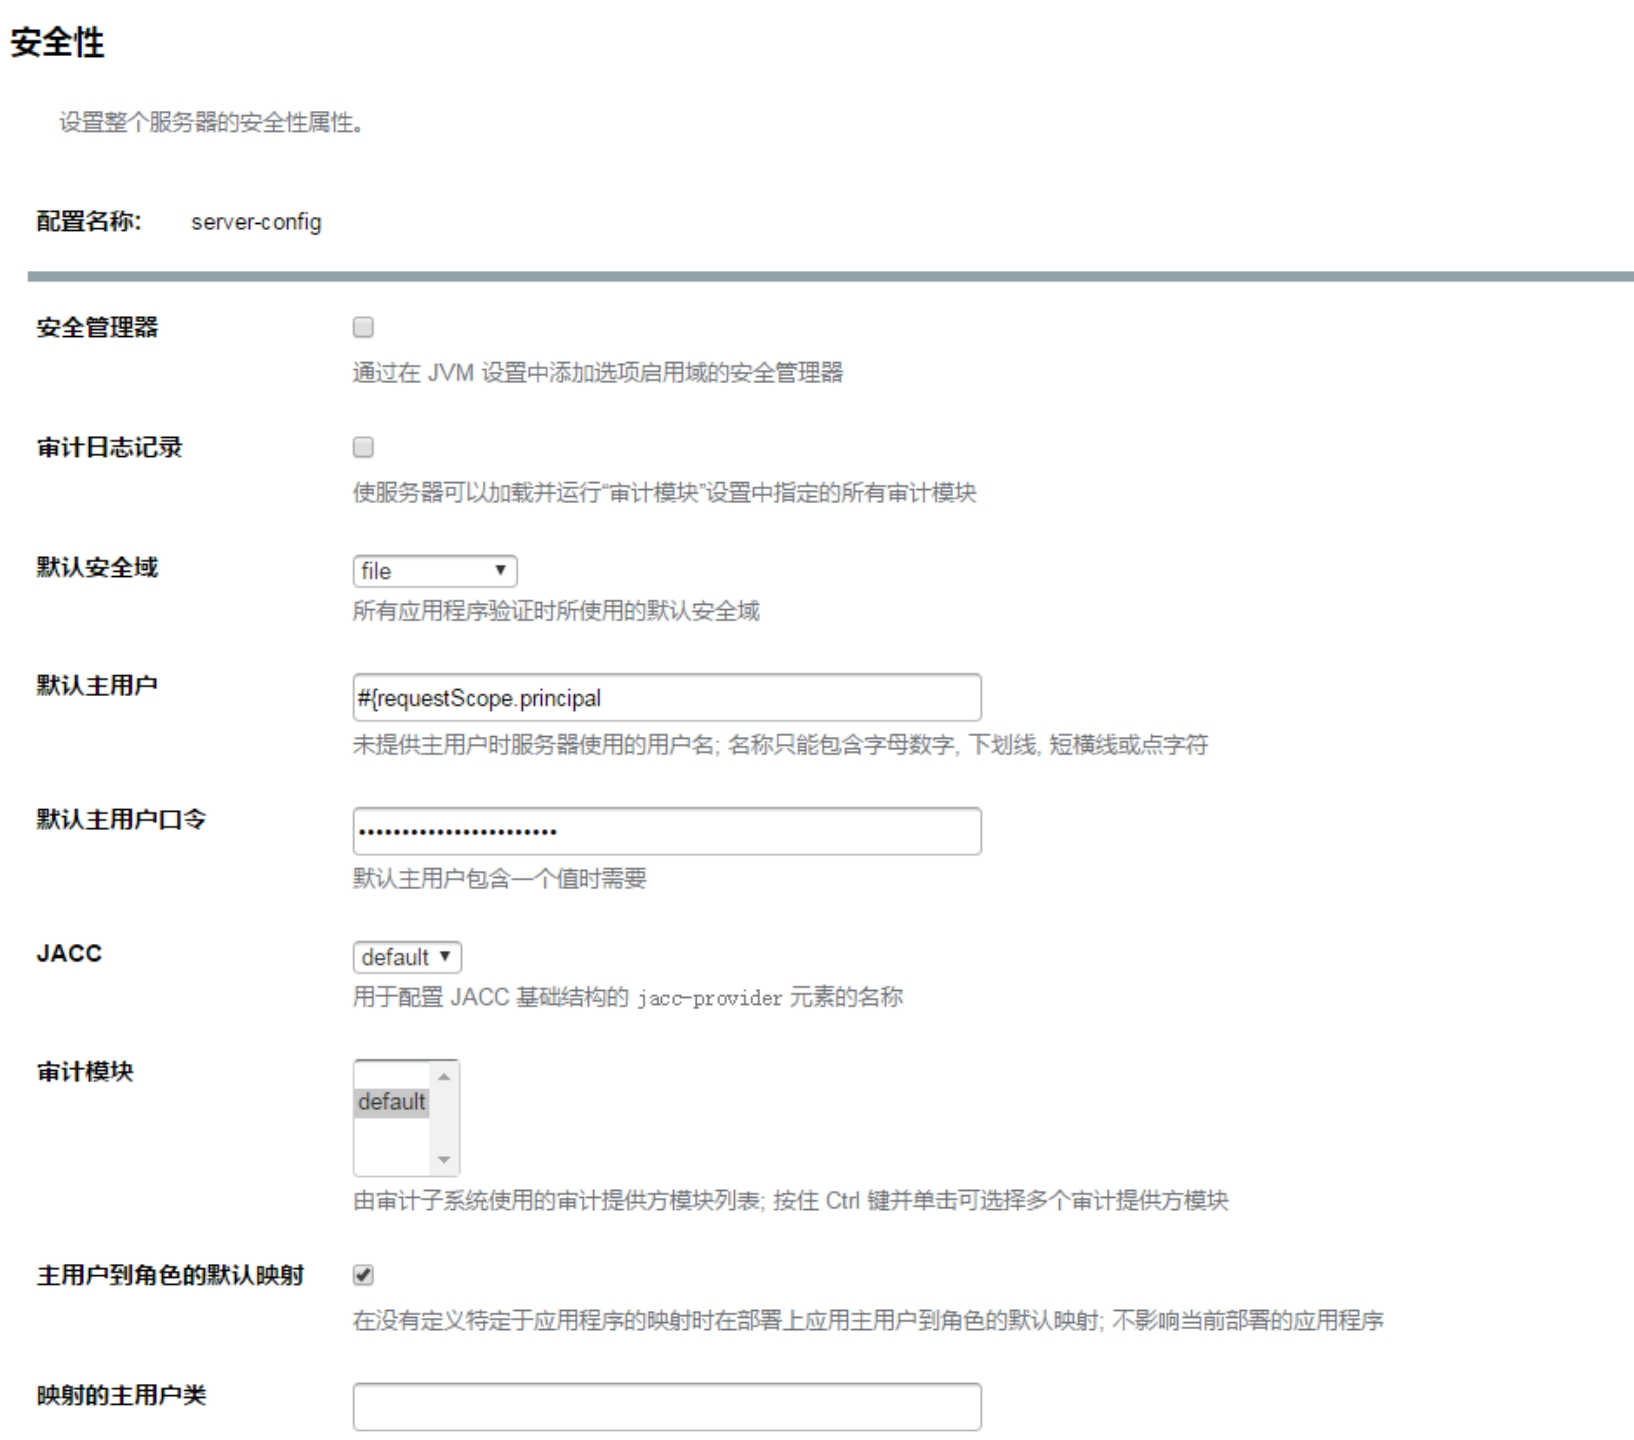 安全性
设置整个服务器的安全性属性。
配置名称: server-config
安全管理器
通过在 JVM 设置中添加选项启用域的安全管理器
审计日志记录
使服务器可以加载并运行“审计模块”设置中指定的所有审计模块
默认安全域 file
所有应用程序验证时所使用的默认安全域
默认主用户 #{requestScope.principal
未提供主用户时服务器使用的用户名; 名称只能包含字母数字, 下划线, 短横线或点字符
默认主用户口令 •••••••••••••••••••••••
默认主用户包含一个值时需要
JACC default
用于配置 JACC 基础结构的 jacc-provider 元素的名称
审计模块
default
由审计子系统使用的审计提供方模块列表; 按住 Ctrl 键并单击可选择多个审计提供方模块
主用户到角色的默认映射
在没有定义特定于应用程序的映射时在部署上应用主用户到角色的默认映射; 不影响当前部署的应用程序
映射的主用户类